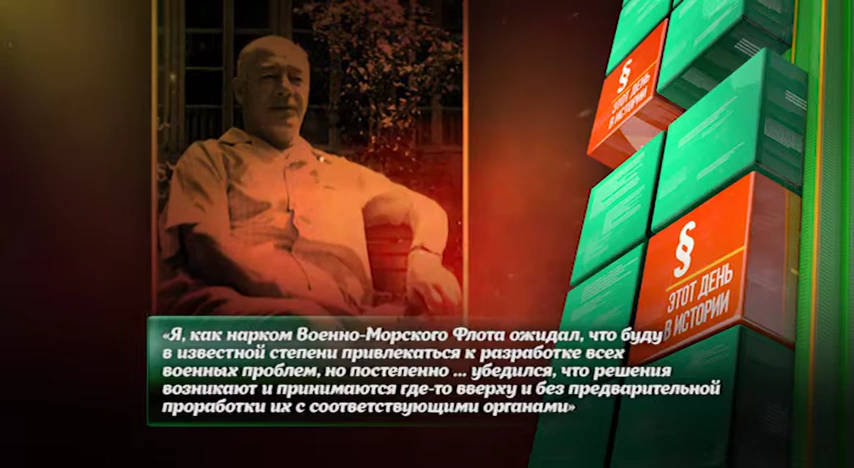 §
ЭТОТ ДЕНЬ
В ИСТОРИИ
§
ЭТОТ ДЕНЬ
В ИСТОРИИ
«Я, как нарком Военно-Морского Флота ожидал, что буду
в известной степени привлекаться к разработке всех
военных проблем, но постепенно ... убедился, что решения
возникают и принимаются где-то вверху и без предварительной
проработки их с соответствующими органами»